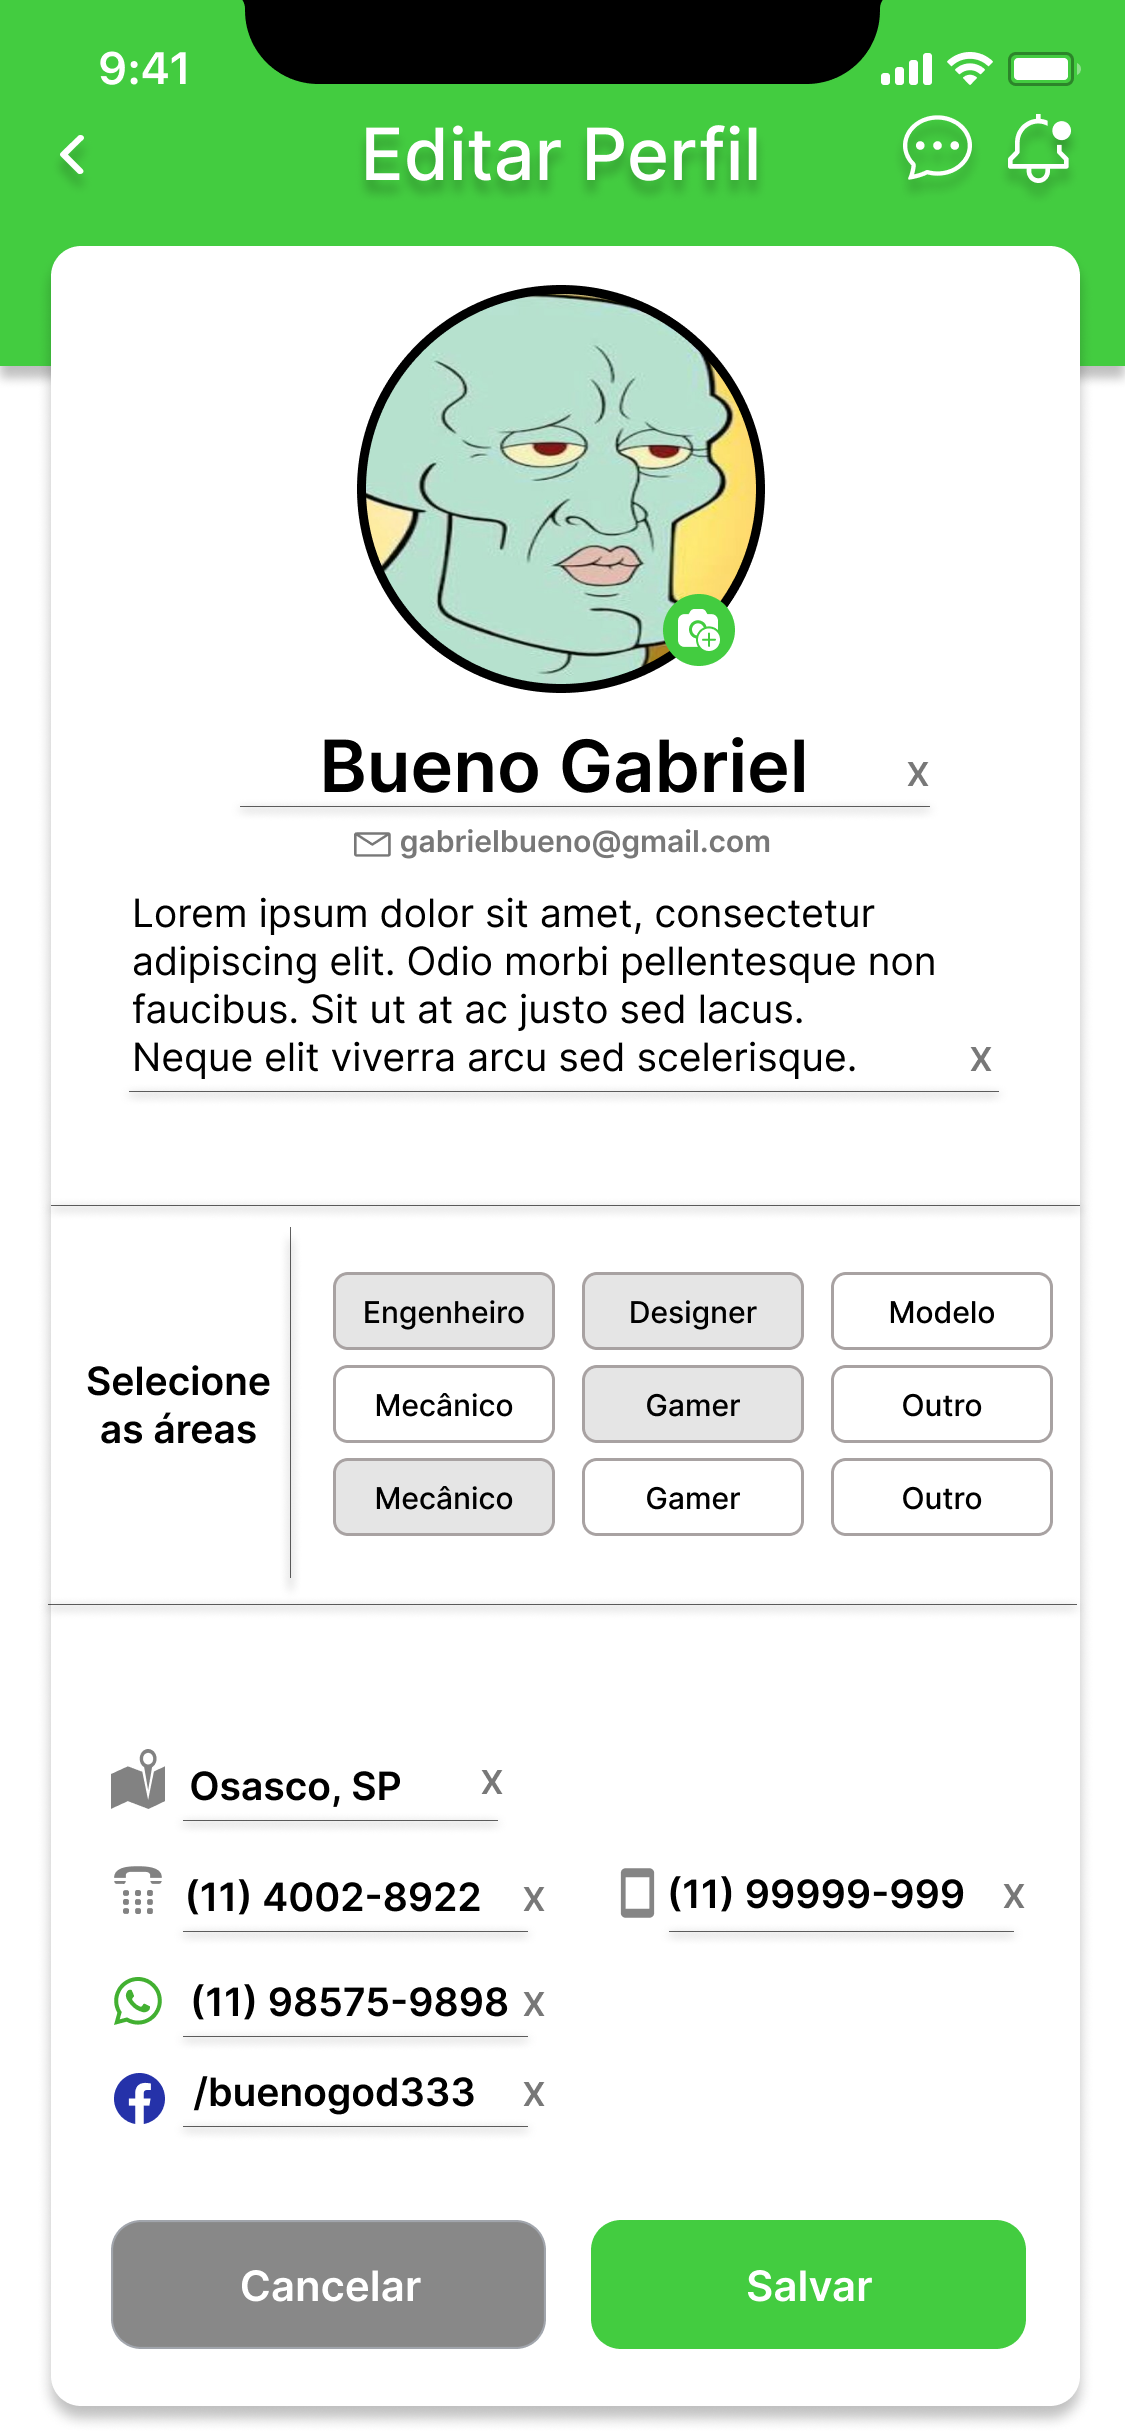 9:41
Editar Perfil
Bueno Gabriel x
gabrielbueno@gmail.com
Lorem ipsum dolor sit amet, consectetur
adipiscing elit. Odio morbi pellentesque non
faucibus. Sit ut at ac justo sed lacus.
Neque elit viverra arcu sed scelerisque. x
Selecione
as áreas
Engenheiro Designer Modelo
Mecânico Gamer Outro
Mecânico Gamer Outro
Osasco, SP x
(11) 4002-8922 x (11) 99999-999 x
(11) 98575-9898 x
/buenogod333 x
Cancelar Salvar